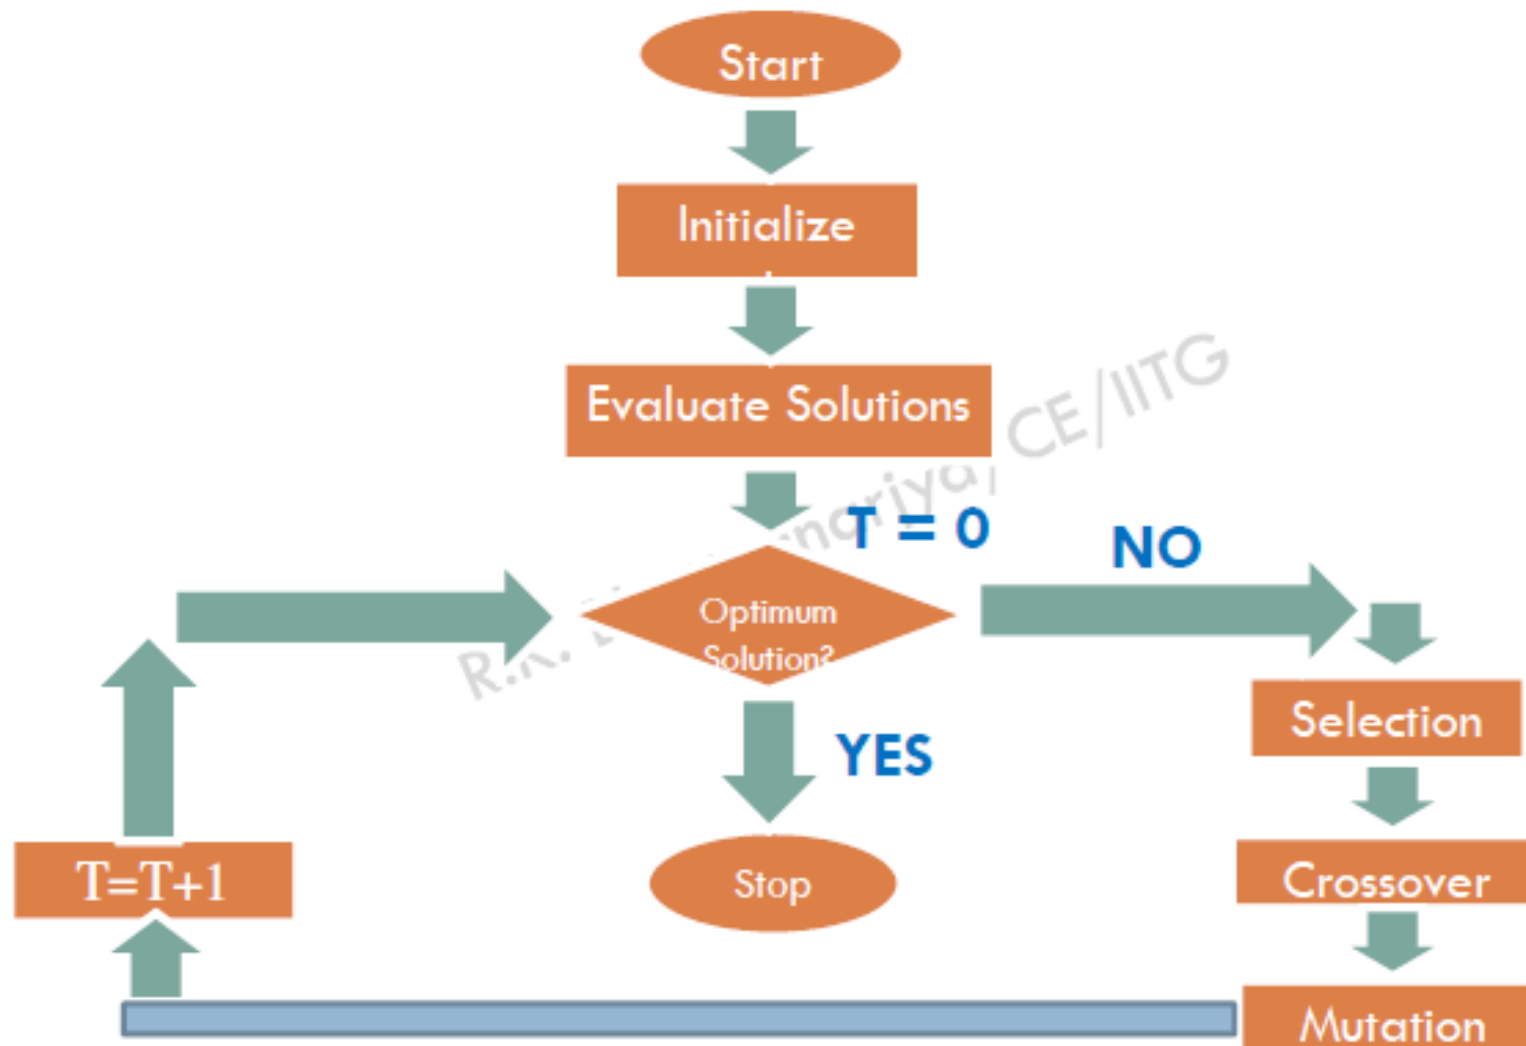 Start
Initialize
Evaluate Solutions
T = 0
NO
Optimum
Solution?
YES
Selection
Crossover
Mutation
T=T+1
Stop
CE/IITG